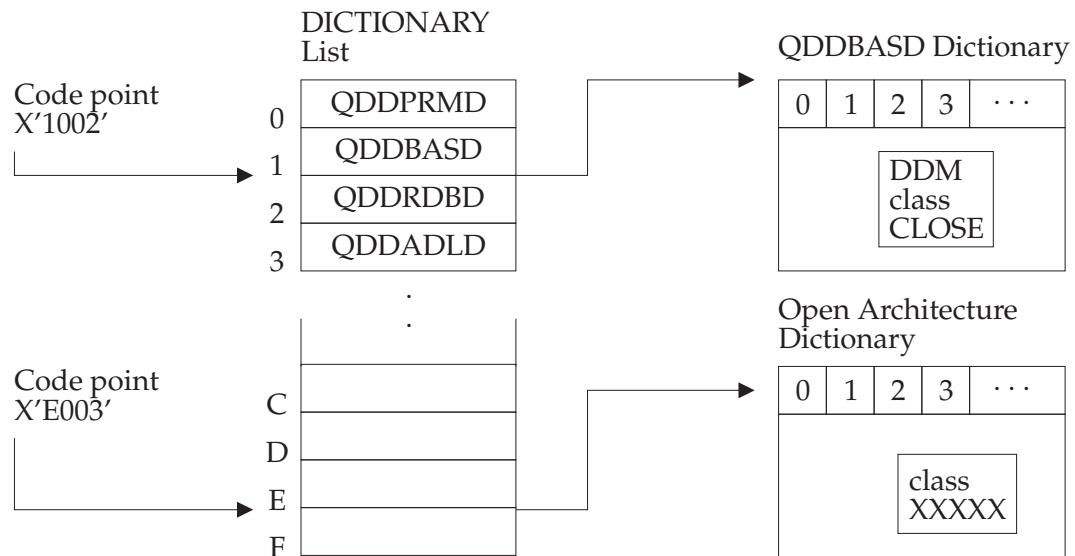 DICTIONARY
List
QDDBASD Dictionary
Code point
X'1002'
0
QDDPRMD
1
QDDBASD
2
QDDRDBD
3
QDDADLD
0 1 2 3 . . .
DDM
class
CLOSE
.
.
Open Architecture
Dictionary
Code point
X'E003'
C
D
E
F
0 1 2 3 . . .
class
XXXXX